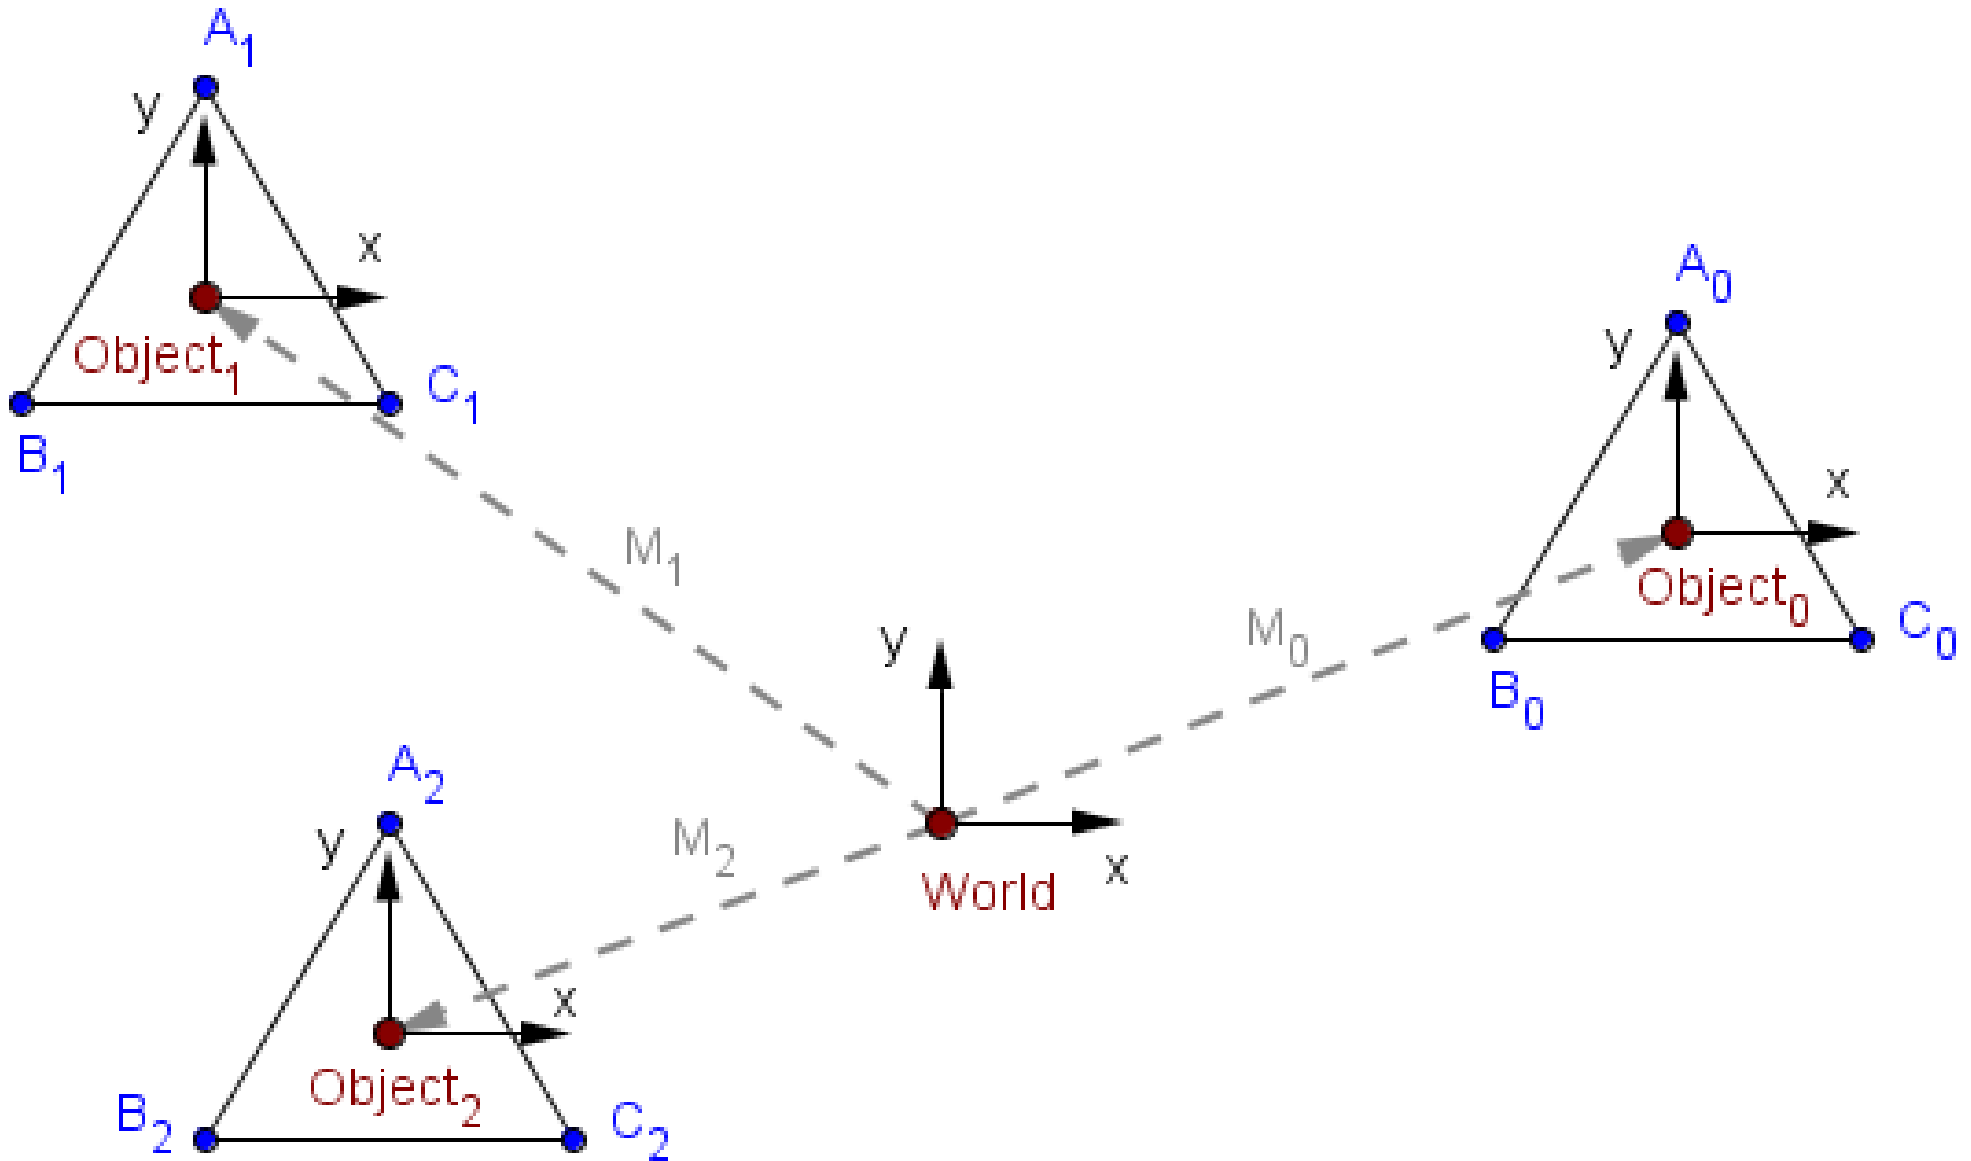 A₁
y
x
Object₁
C₁
B₁
M₁
A₀
y
x
Object₀
M₀
C₀
B₀
y
x
World
A₂
y
M₂
x
Object₂
B₂
C₂